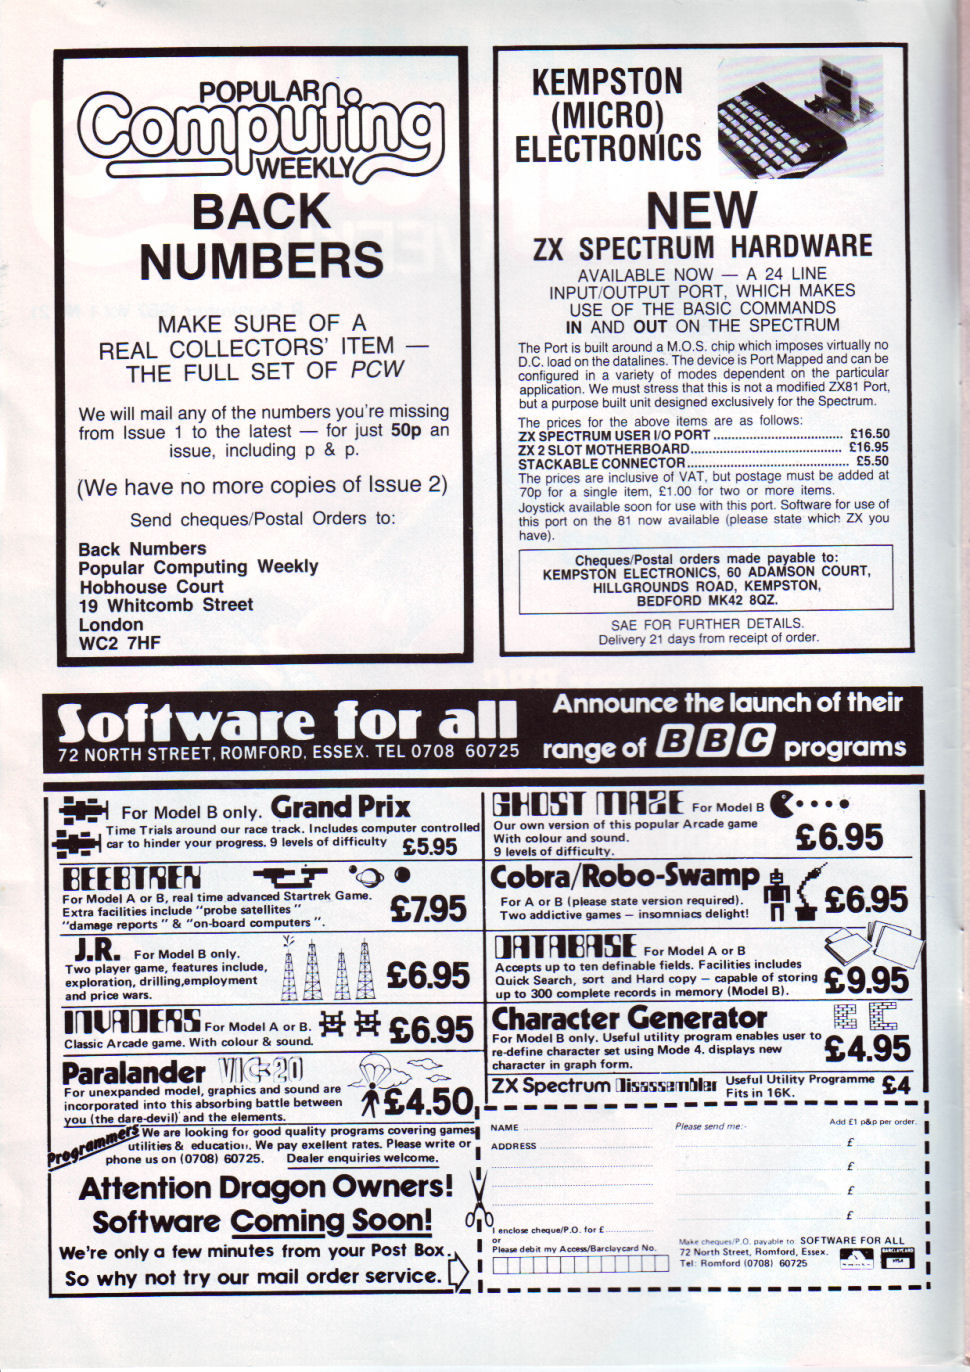 POPULAR
Computing
WEEKLY
BACK
NUMBERS
MAKE SURE OF A
REAL COLLECTORS' ITEM —
THE FULL SET OF PCW
We will mail any of the numbers you're missing
from Issue 1 to the latest — for just 50p an
issue, including p & p.
(We have no more copies of Issue 2)
Send cheques/Postal Orders to:
Back Numbers
Popular Computing Weekly
Hobhouse Court
19 Whitcomb Street
London
WC2 7HF
KEMPSTON
(MICRO)
ELECTRONICS
NEW
ZX SPECTRUM HARDWARE
AVAILABLE NOW — A 24 LINE
INPUT/OUTPUT PORT, WHICH MAKES
USE OF THE BASIC COMMANDS
IN AND OUT ON THE SPECTRUM
The Port is built around a M.O.S. chip which imposes virtually no
D.C. load on the datalines. The device is Port Mapped and can be
configured in a variety of modes dependent on the particular
application. We must stress that this is not a modified ZX81 Port,
but a purpose built unit designed exclusively for the Spectrum.
The prices for the above items are as follows:
ZX SPECTRUM USER I/O PORT ................................... £16.50
ZX 2 SLOT MOTHERBOARD......................................... £16.95
STACKABLE CONNECTOR............................................ £5.50
The prices are inclusive of VAT, but postage must be added at
70p for a single item, £1.00 for two or more items.
Joystick available soon for use with this port. Software for use of
this port on the 81 now available (please state which ZX you
have).
Cheques/Postal orders made payable to:
KEMPSTON ELECTRONICS, 60 ADAMSON COURT,
HILLGROUNDS ROAD, KEMPSTON,
BEDFORD MK42 8QZ.
SAE FOR FURTHER DETAILS.
Delivery 21 days from receipt of order.
Software for all
72 NORTH STREET, ROMFORD, ESSEX. TEL 0708 60725
Announce the launch of their
range of BBC programs
For Model B only. Grand Prix
Time Trials around our race track. Includes computer controlled
car to hinder your progress. 9 levels of difficulty £5.95
BEEBTREK
For Model A or B, real time advanced Startrek Game.
Extra facilities include "probe satellites"
"damage reports" & "on-board computers".
£7.95
J.R. For Model B only.
Two player game, features include,
exploration, drilling,employment
and price wars.
£6.95
INVADERS For Model A or B.
Classic Arcade game. With colour & sound.
£6.95
Paralander VIC-20
For unexpanded model, graphics and sound are
incorporated into this absorbing battle between
you (the dare-devil) and the elements.
£4.50
Programmers We are looking for good quality programs covering games
utilities & education. We pay exellent rates. Please write or
phone us on (0708) 60725. Dealer enquiries welcome.
Attention Dragon Owners!
Software Coming Soon!
We're only a few minutes from your Post Box.
So why not try our mail order service.
GHOST MAZE For Model B
Our own version of this popular Arcade game
With colour and sound.
9 levels of difficulty.
£6.95
Cobra/Robo-Swamp
For A or B (please state version required).
Two addictive games — insomniacs delight!
£6.95
DATABASE For Model A or B
Accepts up to ten definable fields. Facilities includes
Quick Search, sort and Hard copy — capable of storing
up to 300 complete records in memory (Model B).
£9.95
Character Generator
For Model B only. Useful utility program enables user to
re-define character set using Mode 4. displays new
character in graph form.
£4.95
ZX Spectrum Disassembler Useful Utility Programme
Fits in 16K.
£4
NAME
ADDRESS
Please send me:-
Add £1 p&p per order.
£
£
£
£
I enclose cheque/P.O. for £
or
Please debit my Access/Barclaycard No.
Make cheques/P.O. payable to: SOFTWARE FOR ALL
72 North Street, Romford, Essex.
Tel: Romford (0708) 60725
BARCLAYCARD
VISA